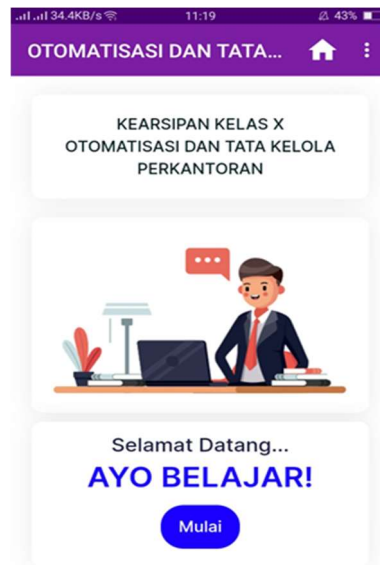 34.4KB/s 11:19 43%
OTOMATISASI DAN TATA...
KEARSIPAN KELAS X
OTOMATISASI DAN TATA KELOLA
PERKANTORAN
Selamat Datang...
AYO BELAJAR!
Mulai